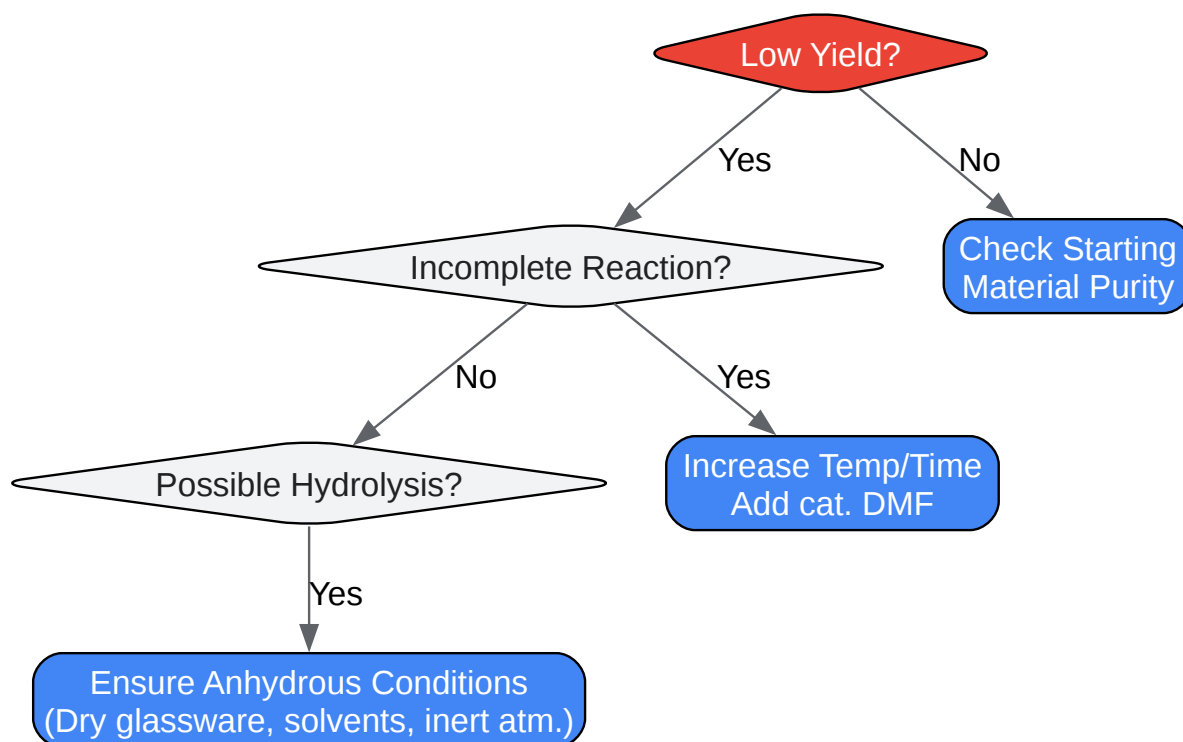 Low Yield?
Yes
No
Incomplete Reaction?
Check Starting
Material Purity
No
Yes
Possible Hydrolysis?
Increase Temp/Time
Add cat. DMF
Yes
Ensure Anhydrous Conditions
(Dry glassware, solvents, inert atm.)